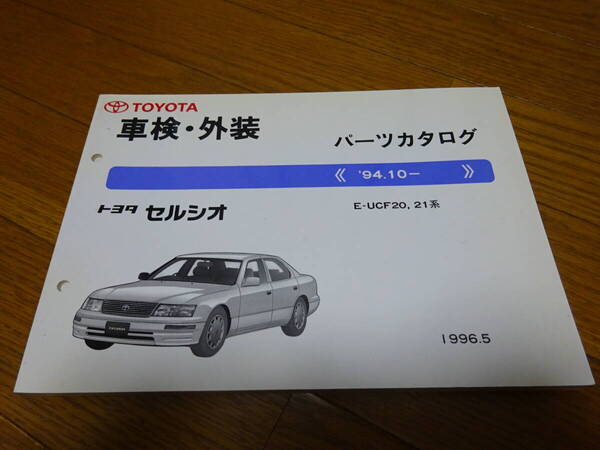 TOYOTA
車検・外装
パーツカタログ
《 '94.10− 》
トヨタ セルシオ
E-UCF20, 21系
1996.5